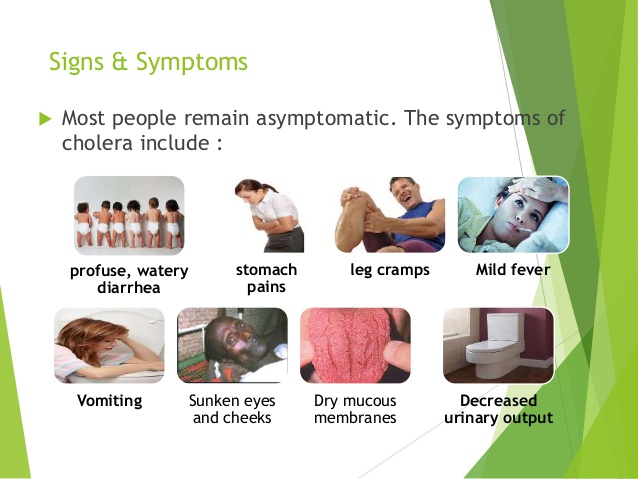 Signs & Symptoms
Most people remain asymptomatic. The symptoms of
cholera include :
profuse, watery
diarrhea
stomach
pains
leg cramps
Mild fever
Vomiting
Sunken eyes
and cheeks
Dry mucous
membranes
Decreased
urinary output